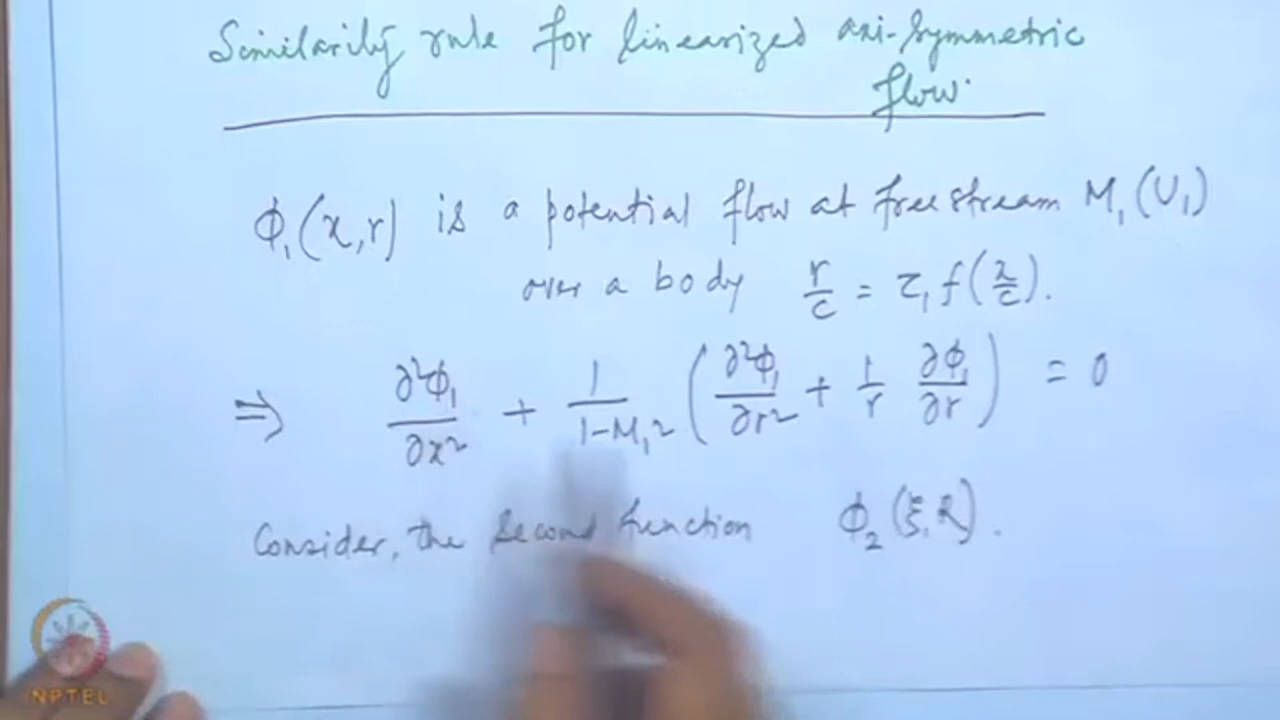 Similarity rule for linearized axi-symmetric
flow.
ϕ₁(x,r) is a potential flow at free stream M₁(U₁)
over a body r/c = τ₁ f(x/c).
⇒ ∂²ϕ₁/∂x² + 1/(1-M₁²) (∂²ϕ₁/∂r² + 1/r ∂ϕ₁/∂r) = 0
Consider, the second function ϕ₂(ξ,R).
NPTEL